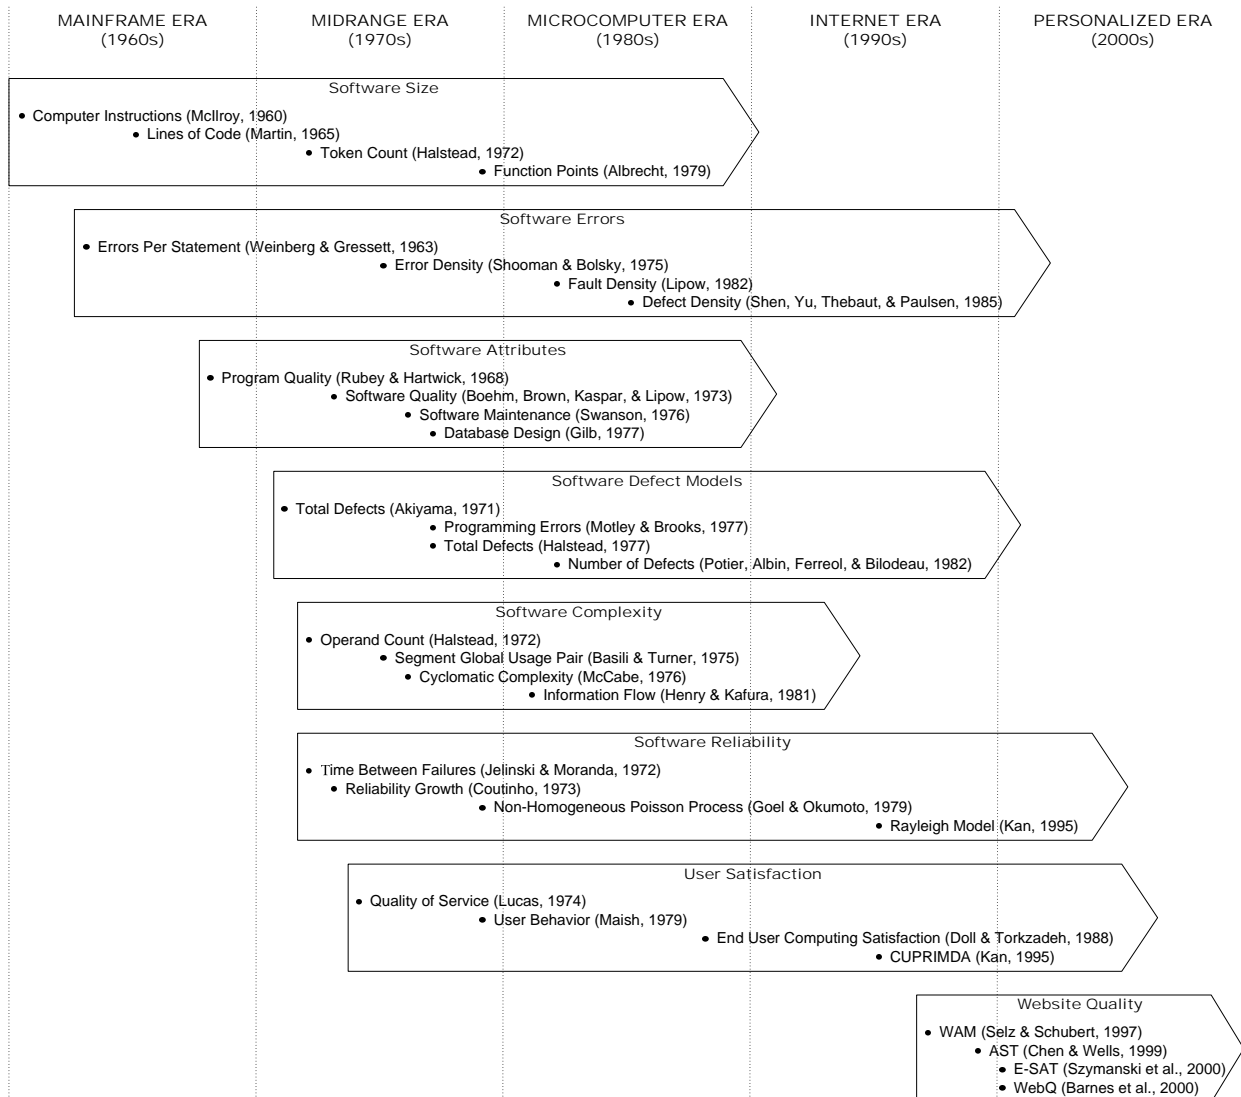 MAINFRAME ERA
(1960s)
MIDRANGE ERA
(1970s)
MICROCOMPUTER ERA
(1980s)
INTERNET ERA
(1990s)
PERSONALIZED ERA
(2000s)
Software Size
• Computer Instructions (McIlroy, 1960)
• Lines of Code (Martin, 1965)
• Token Count (Halstead, 1972)
• Function Points (Albrecht, 1979)
Software Errors
• Errors Per Statement (Weinberg & Gressett, 1963)
• Error Density (Shooman & Bolsky, 1975)
• Fault Density (Lipow, 1982)
• Defect Density (Shen, Yu, Thebaut, & Paulsen, 1985)
Software Attributes
• Program Quality (Rubey & Hartwick, 1968)
• Software Quality (Boehm, Brown, Kaspar, & Lipow, 1973)
• Software Maintenance (Swanson, 1976)
• Database Design (Gilb, 1977)
Software Defect Models
• Total Defects (Akiyama, 1971)
• Programming Errors (Motley & Brooks, 1977)
• Total Defects (Halstead, 1977)
• Number of Defects (Potier, Albin, Ferreol, & Bilodeau, 1982)
Software Complexity
• Operand Count (Halstead, 1972)
• Segment Global Usage Pair (Basili & Turner, 1975)
• Cyclomatic Complexity (McCabe, 1976)
• Information Flow (Henry & Kafura, 1981)
Software Reliability
• Time Between Failures (Jelinski & Moranda, 1972)
• Reliability Growth (Coutinho, 1973)
• Non-Homogeneous Poisson Process (Goel & Okumoto, 1979)
• Rayleigh Model (Kan, 1995)
User Satisfaction
• Quality of Service (Lucas, 1974)
• User Behavior (Maish, 1979)
• End User Computing Satisfaction (Doll & Torkzadeh, 1988)
• CUPRIMDA (Kan, 1995)
Website Quality
• WAM (Selz & Schubert, 1997)
• AST (Chen & Wells, 1999)
• E-SAT (Szymanski et al., 2000)
• WebQ (Barnes et al., 2000)